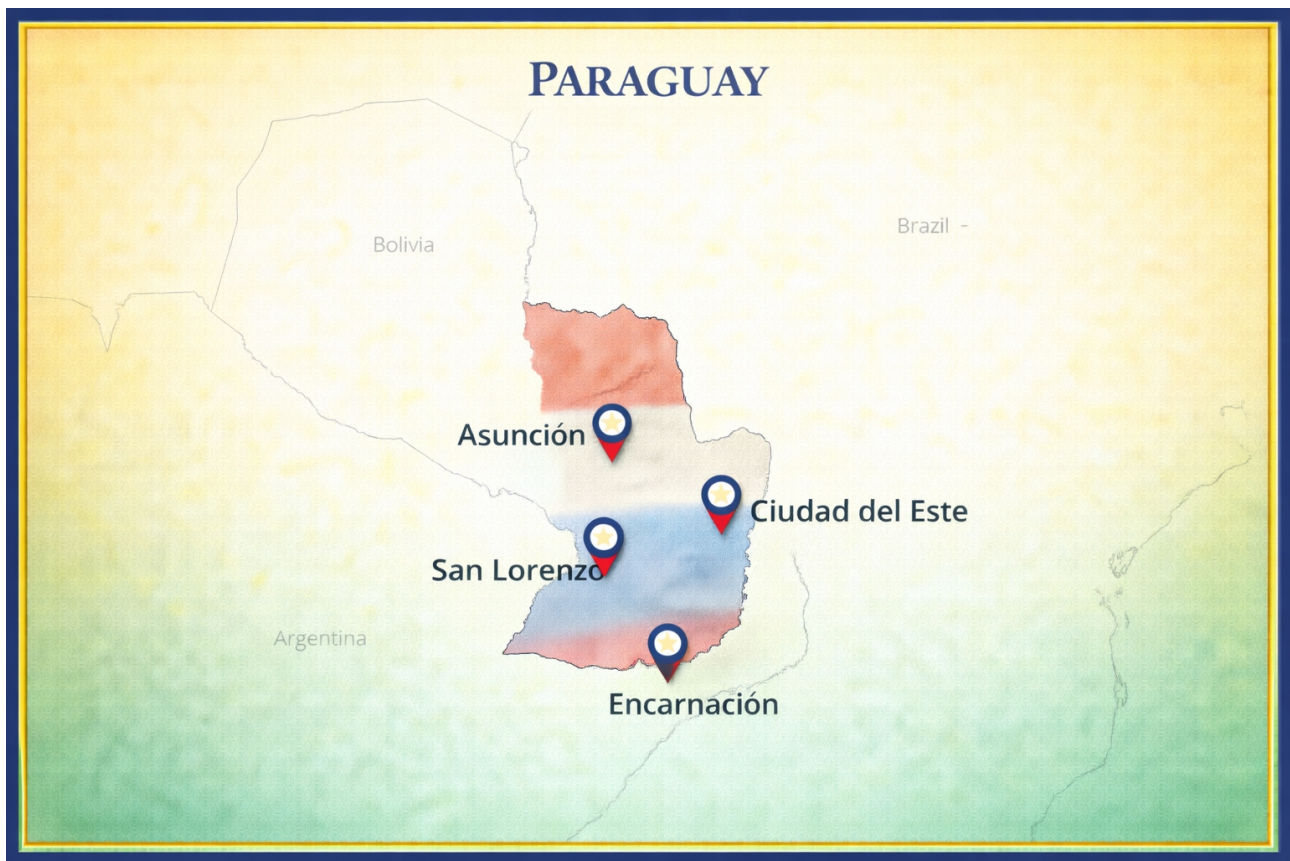 PARAGUAY
Brazil -
Bolivia
Asunción
Ciudad del Este
San Lorenzo
Argentina
Encarnación